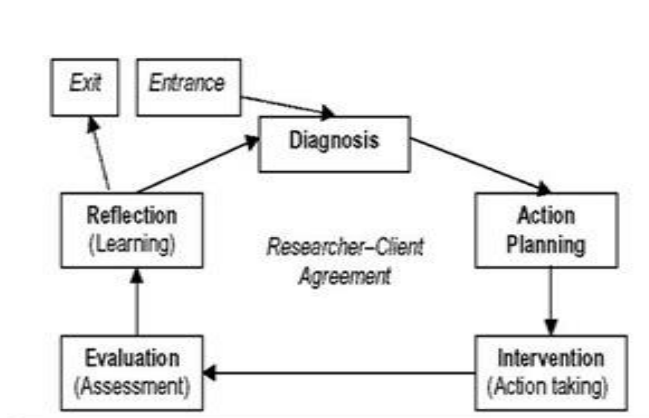 Exit
Entrance
Diagnosis
Reflection
(Learning)
Researcher–Client
Agreement
Action
Planning
Evaluation
(Assessment)
Intervention
(Action taking)